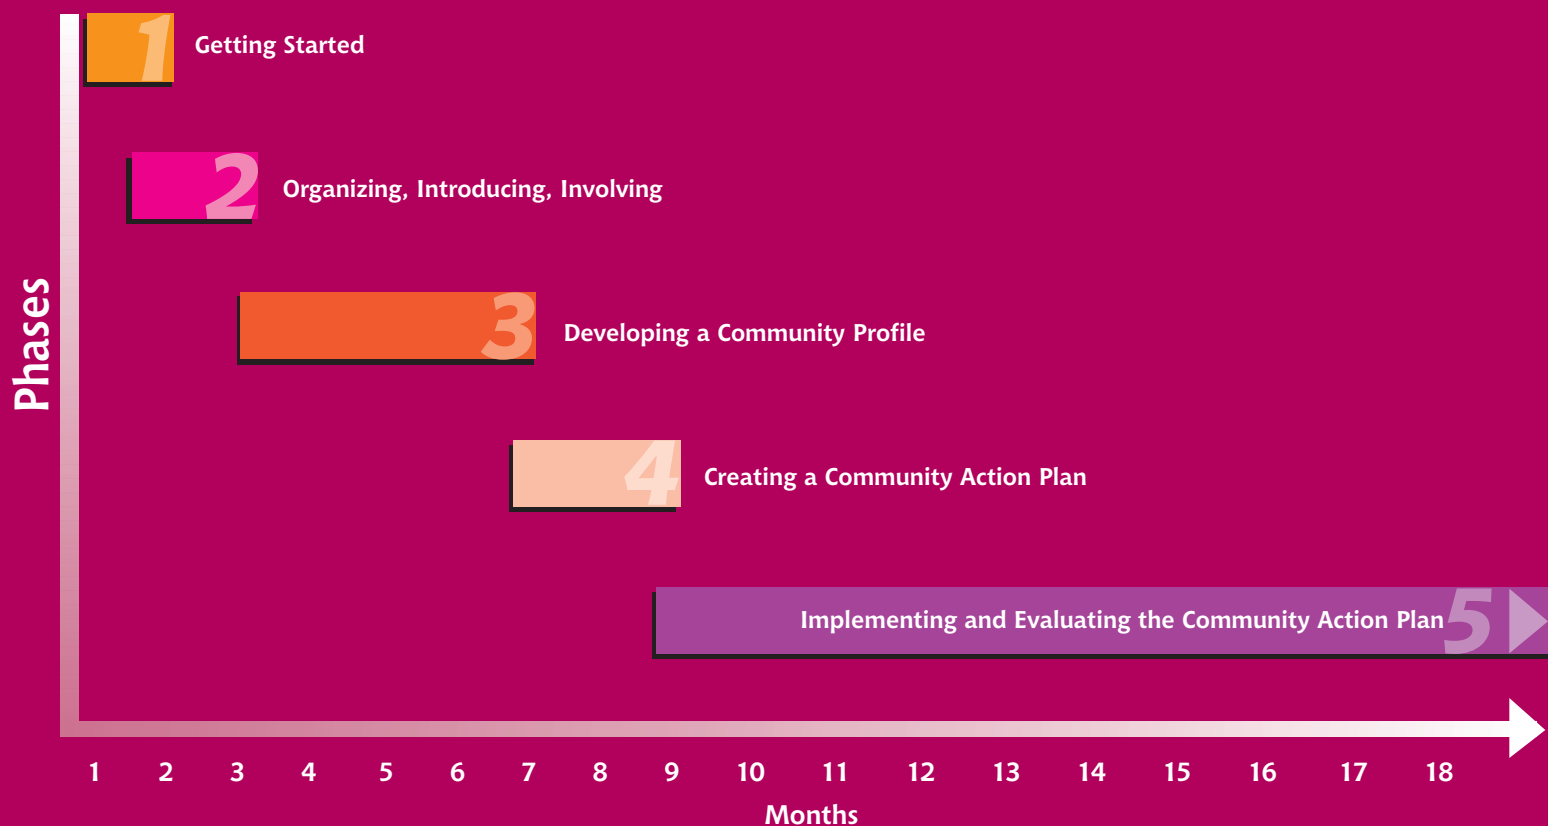 1 Getting Started
2 Organizing, Introducing, Involving
3 Developing a Community Profile
4 Creating a Community Action Plan
Implementing and Evaluating the Community Action Plan 5
Phases
1 2 3 4 5 6 7 8 9 10 11 12 13 14 15 16 17 18
Months